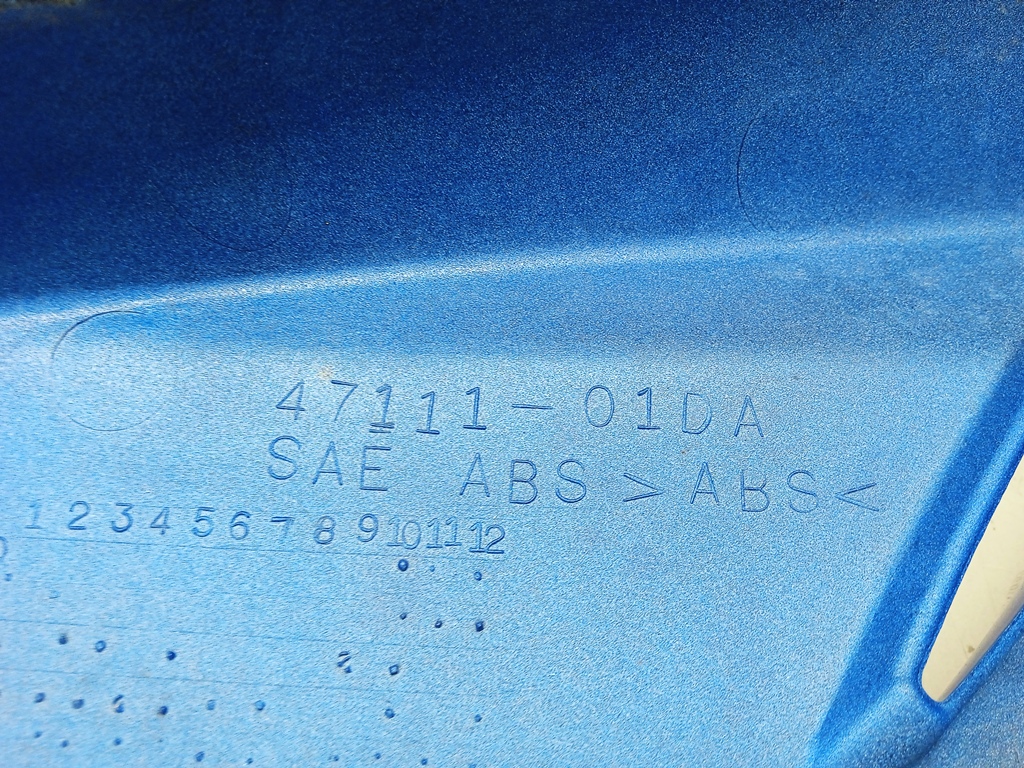 47111-01DA
SAE ABS >ABS<
1 2 3 4 5 6 7 8 9 10 11 12